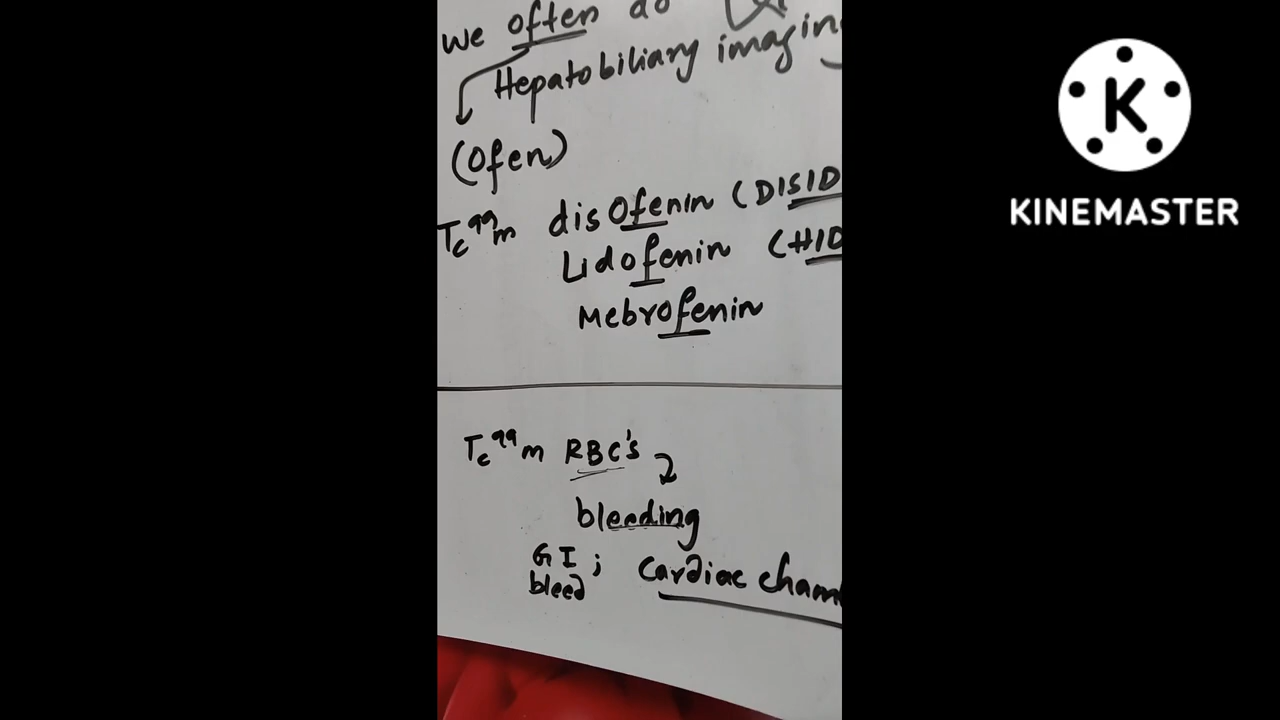 we often do
Hepatobiliary imaging
(Ofen)
Tc99m disOfenin (DISID
Lidofenin (HID
Mebrofenin
Tc99m RBC's
bleeding
GI ; Cardiac cham
bleed
K
KINEMASTER